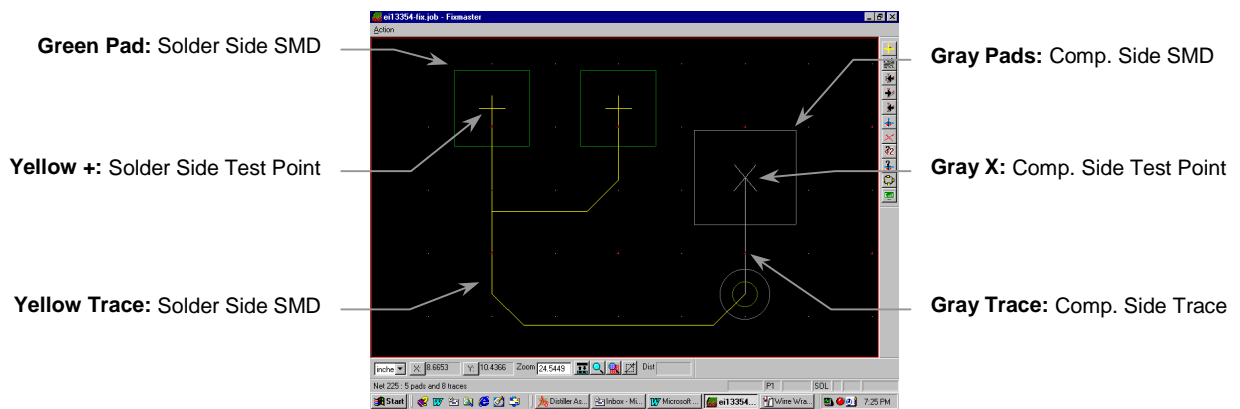 ei13354-fix.job - Fixmaster
Action
Green Pad: Solder Side SMD
Gray Pads: Comp. Side SMD
Yellow +: Solder Side Test Point
Gray X: Comp. Side Test Point
Yellow Trace: Solder Side SMD
Gray Trace: Comp. Side Trace
inche X: 8.6653 Y: 10.4366 Zoom 24.5449 Dist
Net 225 : 5 pads and 8 traces P1 SOL
Start Distiller As... Inbox - Mi... Microsoft ... ei13354... Wire Wra... 7:25 PM